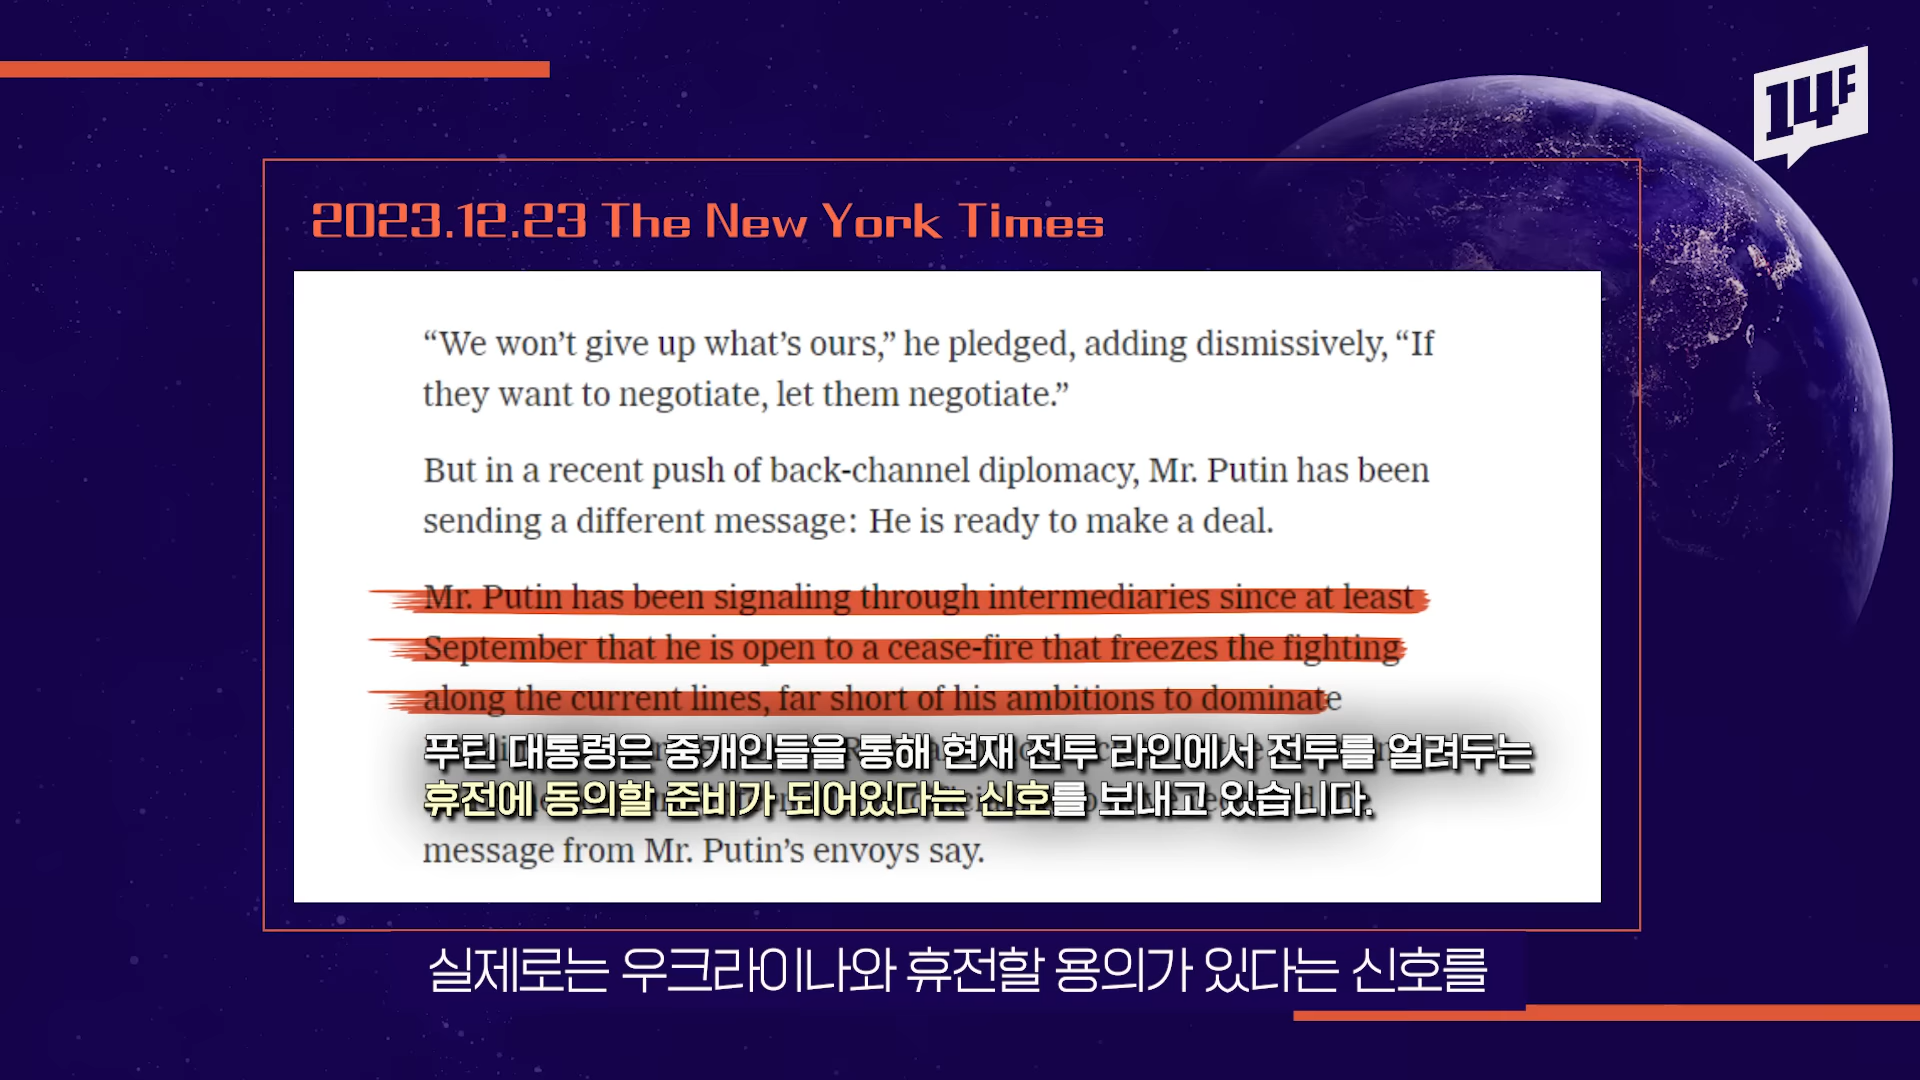 14F
2023.12.23 The New York Times
“We won’t give up what’s ours,” he pledged, adding dismissively, “If
they want to negotiate, let them negotiate.”
But in a recent push of back-channel diplomacy, Mr. Putin has been
sending a different message: He is ready to make a deal.
Mr. Putin has been signaling through intermediaries since at least
September that he is open to a cease-fire that freezes the fighting
along the current lines, far short of his ambitions to dominate
푸틴 대통령은 중개인들을 통해 현재 전투 라인에서 전투를 얼려두는
휴전에 동의할 준비가 되어있다는 신호를 보내고 있습니다.
message from Mr. Putin’s envoys say.
실제로는 우크라이나와 휴전할 용의가 있다는 신호를